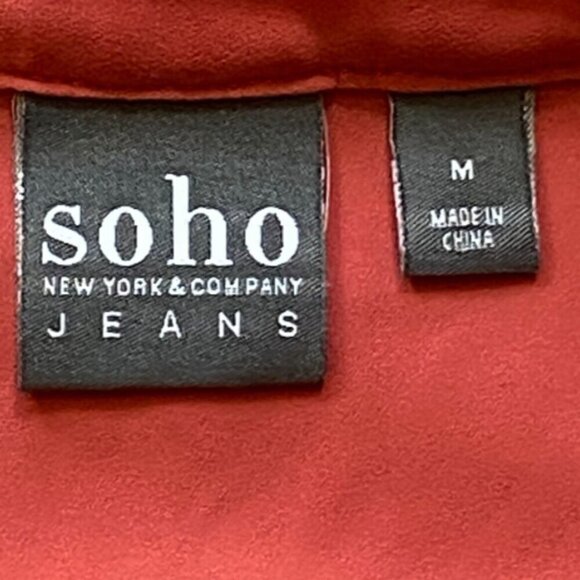 soho
NEW YORK & COMPANY
JEANS
M
MADE IN
CHINA